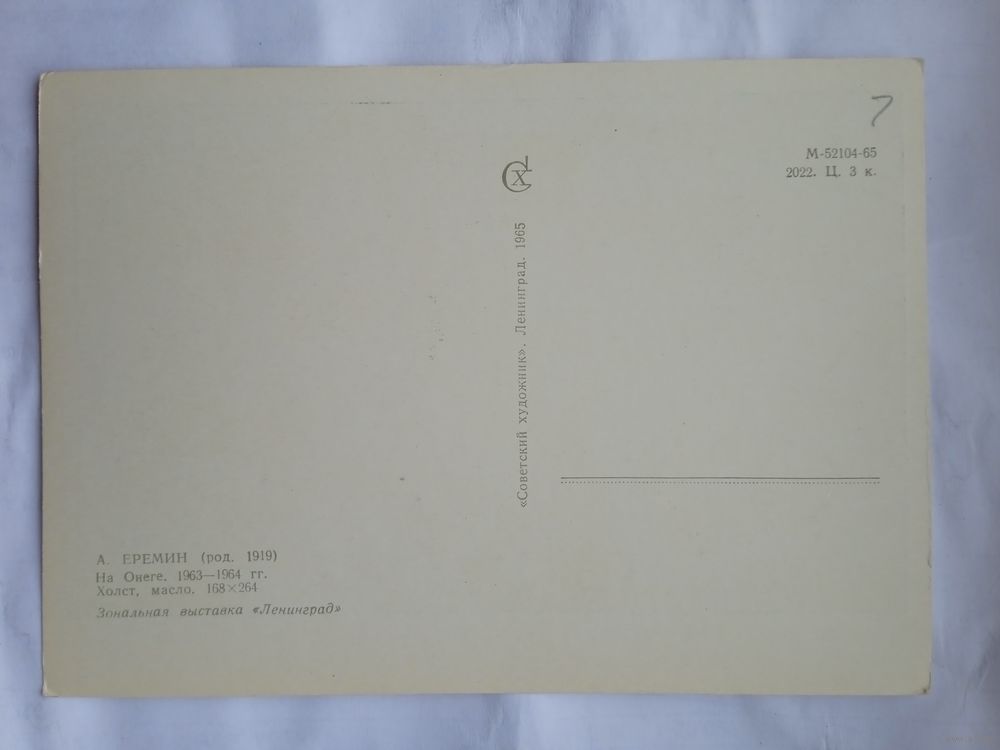 7
М-52104-65
2022. Ц. 3 к.
СХ
«Советский художник». Ленинград. 1965
А. ЕРЕМИН (род. 1919)
На Онеге. 1963—1964 гг.
Холст, масло. 168×264
Зональная выставка «Ленинград»